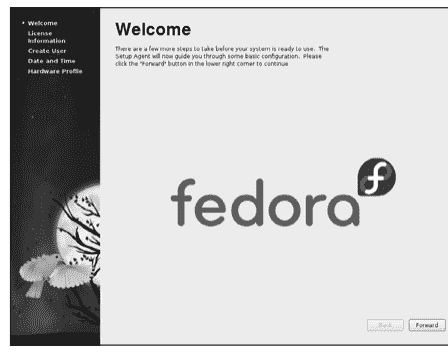 Welcome
License
Information
Create User
Date and Time
Hardware Profile
Welcome
There are a few more steps to take before your system is ready to use. The
Setup Agent will now guide you through some basic configuration. Please
click the "Forward" button in the lower right corner to continue
fedora
Back
Forward